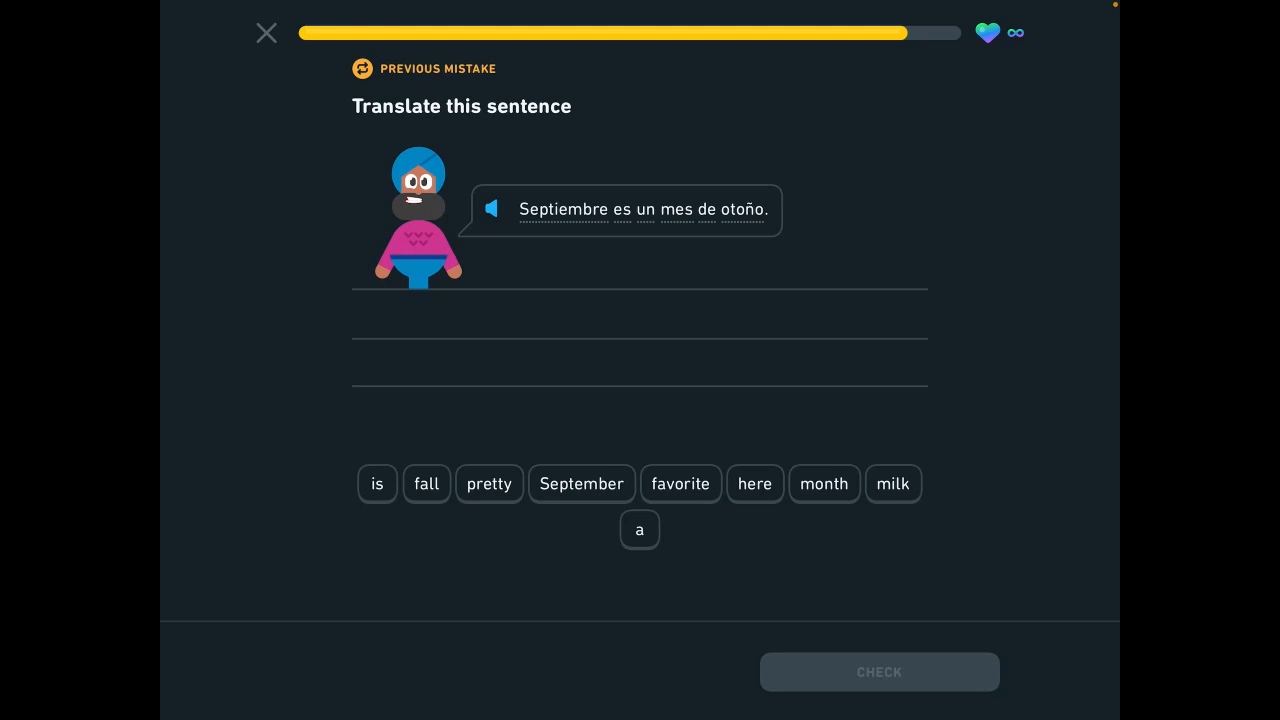 PREVIOUS MISTAKE
Translate this sentence
Septiembre es un mes de otoño.
is fall pretty September favorite here month milk
a
CHECK